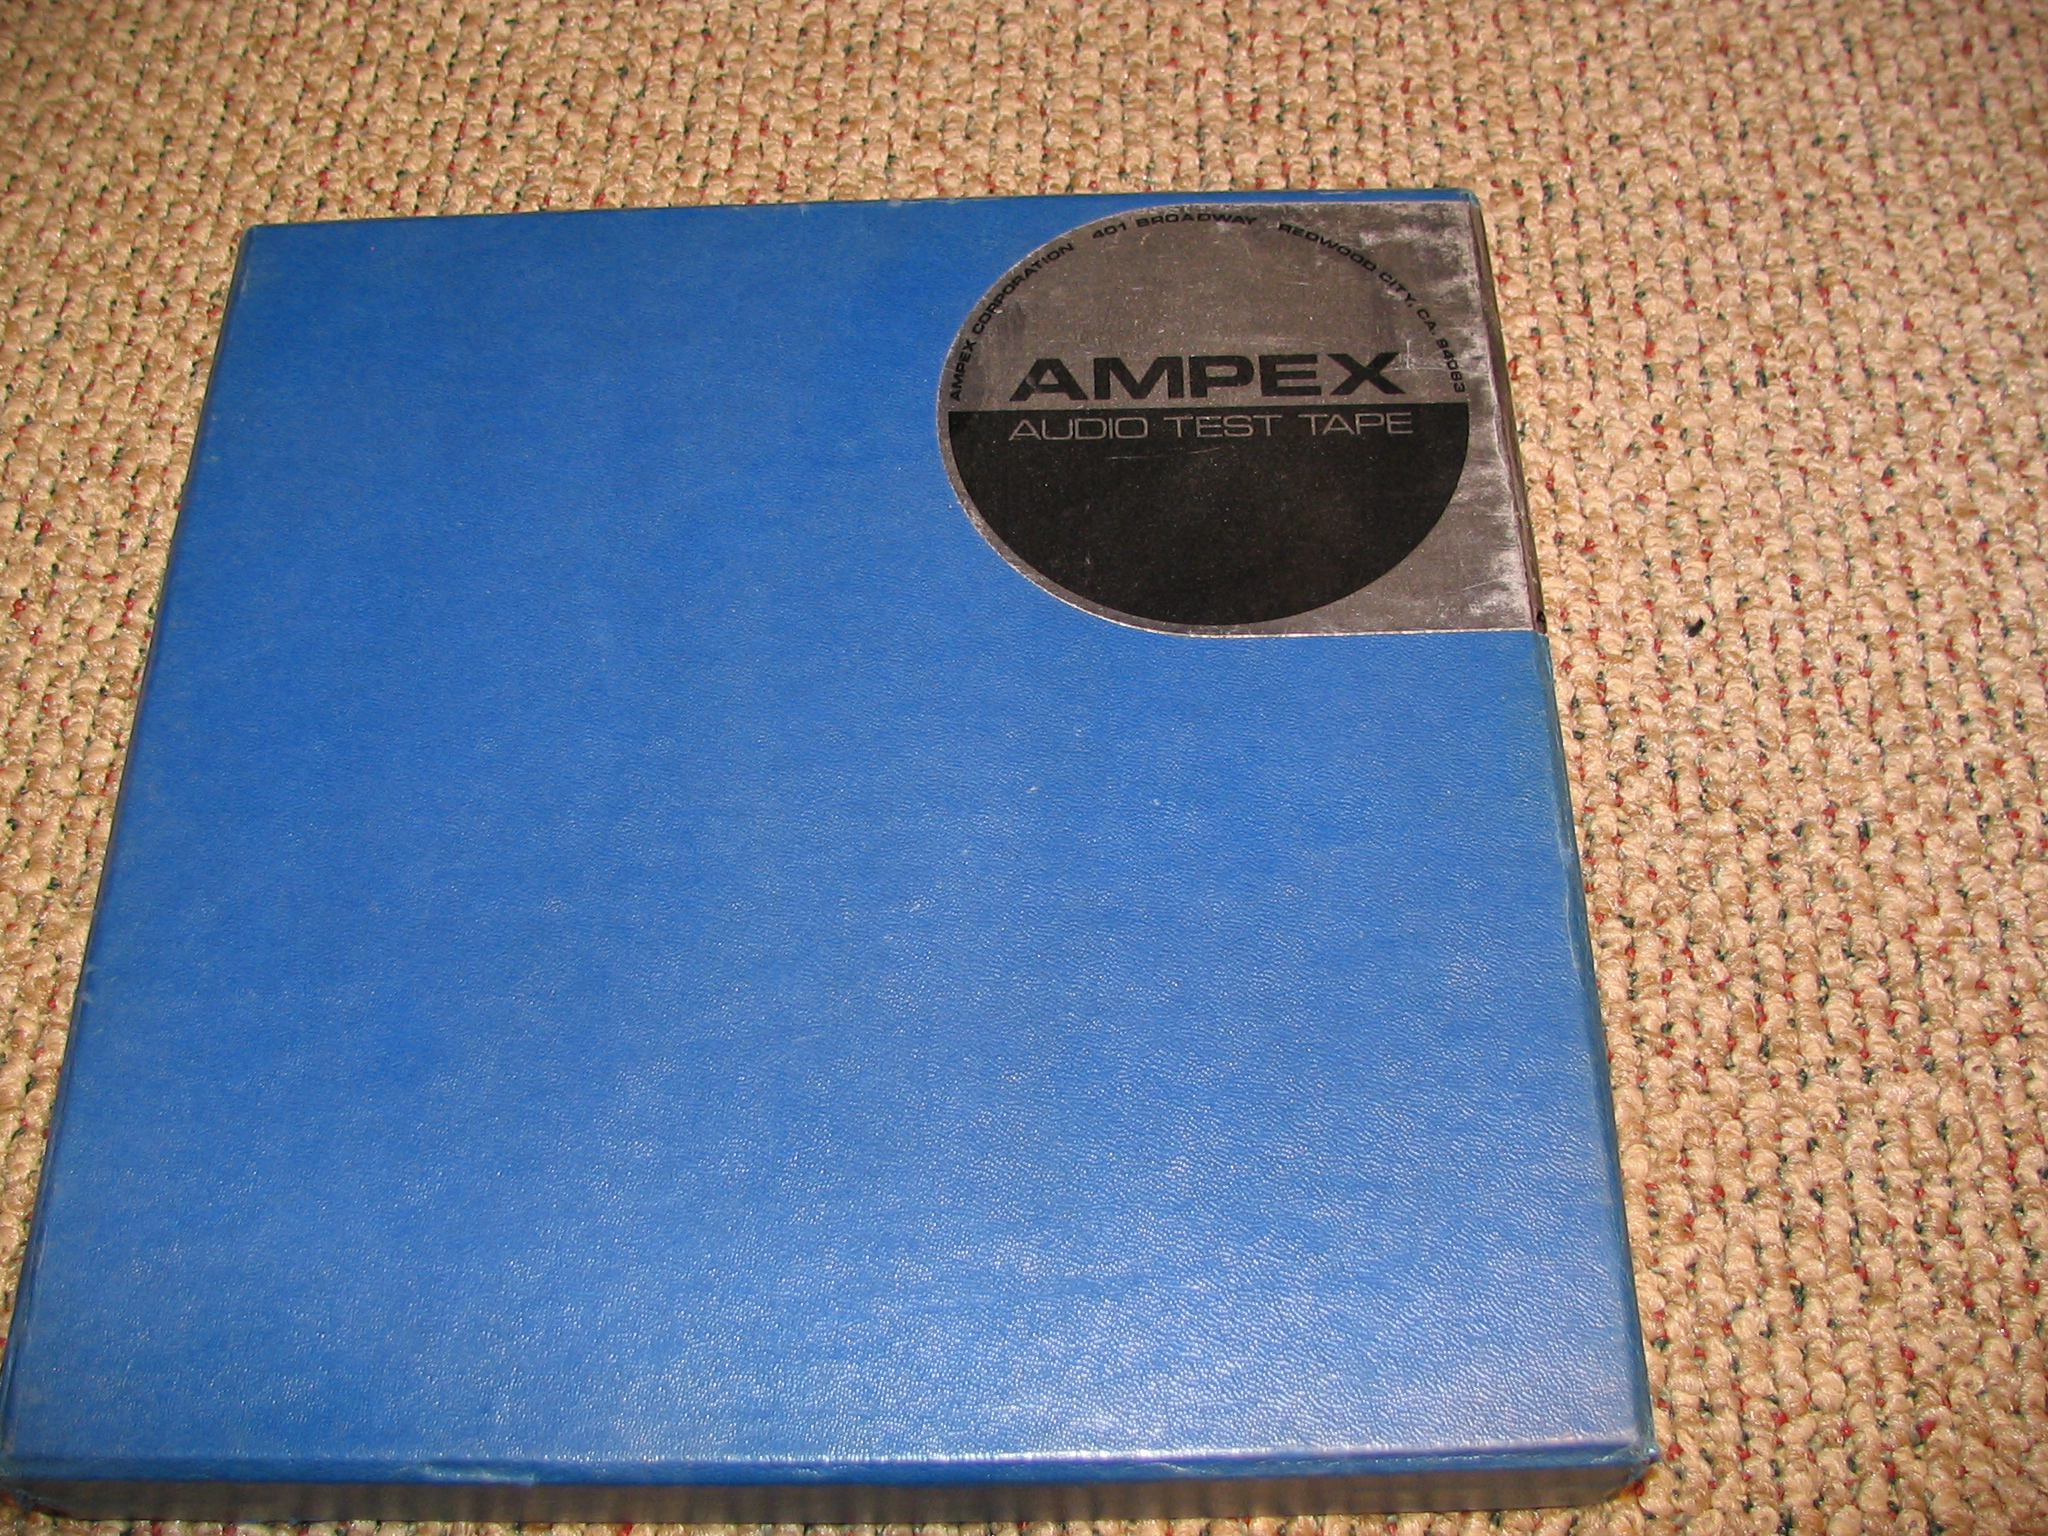 AMPEX CORPORATION 401 BROADWAY REDWOOD CITY, CA. 94063
AMPEX
AUDIO TEST TAPE